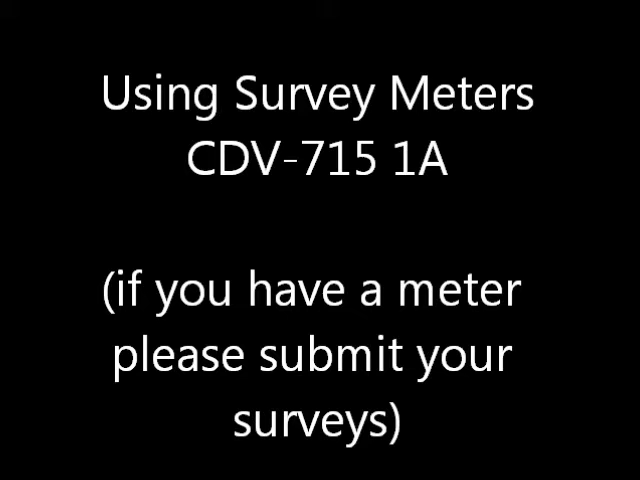 Using Survey Meters
CDV-715 1A
(if you have a meter
please submit your
surveys)